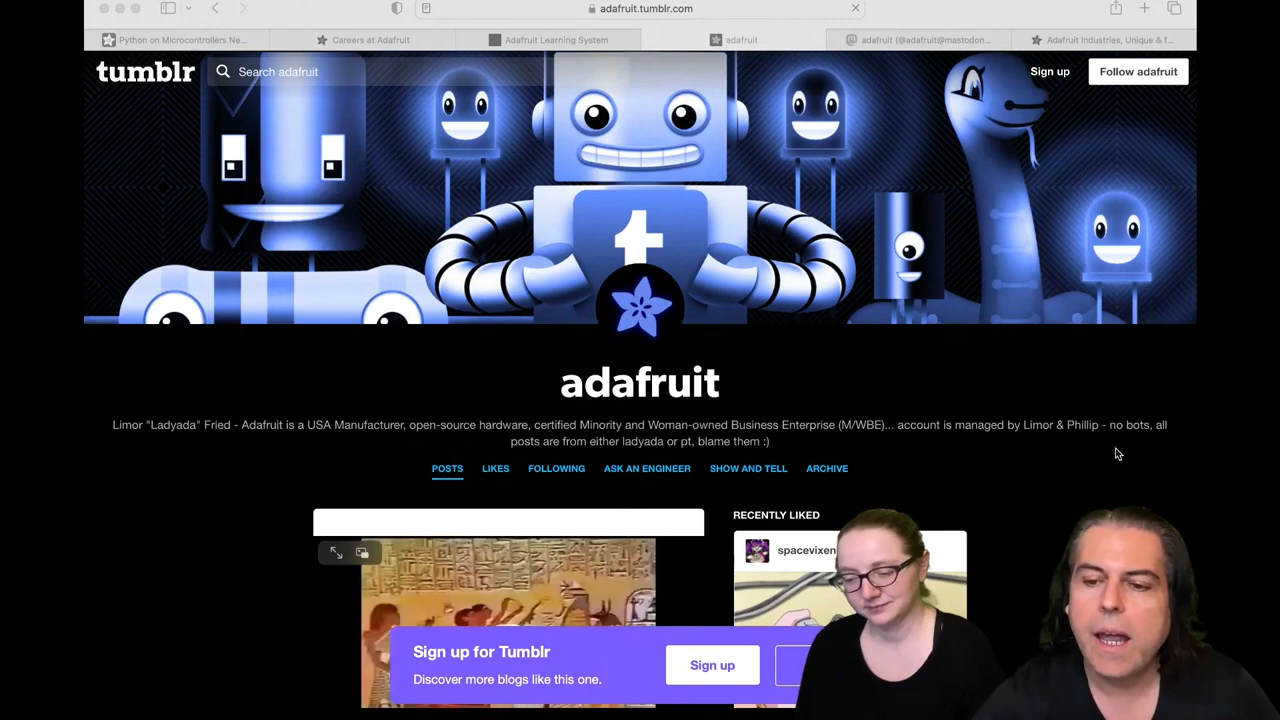 adafruit.tumblr.com
Python on Microcontrollers Ne...
Careers at Adafruit
Adafruit Learning System
adafruit
adafruit (@adafruit@mastodon...
Adafruit Industries, Unique & f...
tumblr
Search adafruit
Sign up
Follow adafruit
t
adafruit
Limor "Ladyada" Fried - Adafruit is a USA Manufacturer, open-source hardware, certified Minority and Woman-owned Business Enterprise (M/WBE)... account is managed by Limor & Phillip - no bots, all
posts are from either ladyada or pt, blame them :)
POSTS
LIKES
FOLLOWING
ASK AN ENGINEER
SHOW AND TELL
ARCHIVE
RECENTLY LIKED
spacevixen
Sign up for Tumblr
Discover more blogs like this one.
Sign up